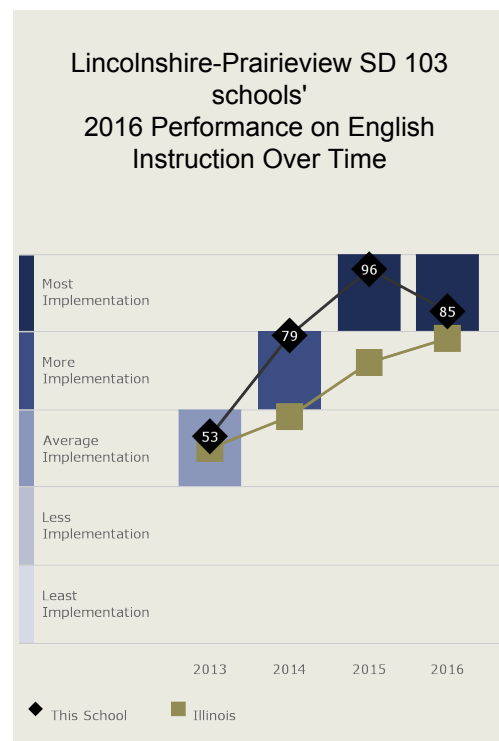 Lincolnshire-Prairieview SD 103
schools'
2016 Performance on English
Instruction Over Time
Most
Implementation
More
Implementation
Average
Implementation
Less
Implementation
Least
Implementation
96
85
79
53
2013 2014 2015 2016
This School Illinois